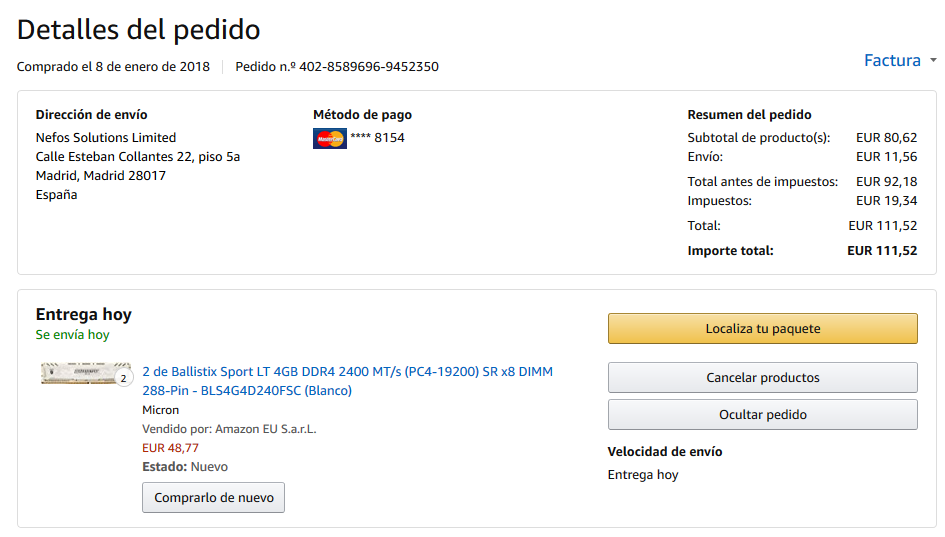 Detalles del pedido
Comprado el 8 de enero de 2018 Pedido n.º 402-8589696-9452350
Factura
Dirección de envío
Nefos Solutions Limited
Calle Esteban Collantes 22, piso 5a
Madrid, Madrid 28017
España
Método de pago
MasterCard **** 8154
Resumen del pedido
Subtotal de producto(s): EUR 80,62
Envío: EUR 11,56
Total antes de impuestos: EUR 92,18
Impuestos: EUR 19,34
Total: EUR 111,52
Importe total: EUR 111,52
Entrega hoy
Se envía hoy
2
2 de Ballistix Sport LT 4GB DDR4 2400 MT/s (PC4-19200) SR x8 DIMM
288-Pin - BLS4G4D240FSC (Blanco)
Micron
Vendido por: Amazon EU S.a.r.L.
EUR 48,77
Estado: Nuevo
Comprarlo de nuevo
Localiza tu paquete
Cancelar productos
Ocultar pedido
Velocidad de envío
Entrega hoy